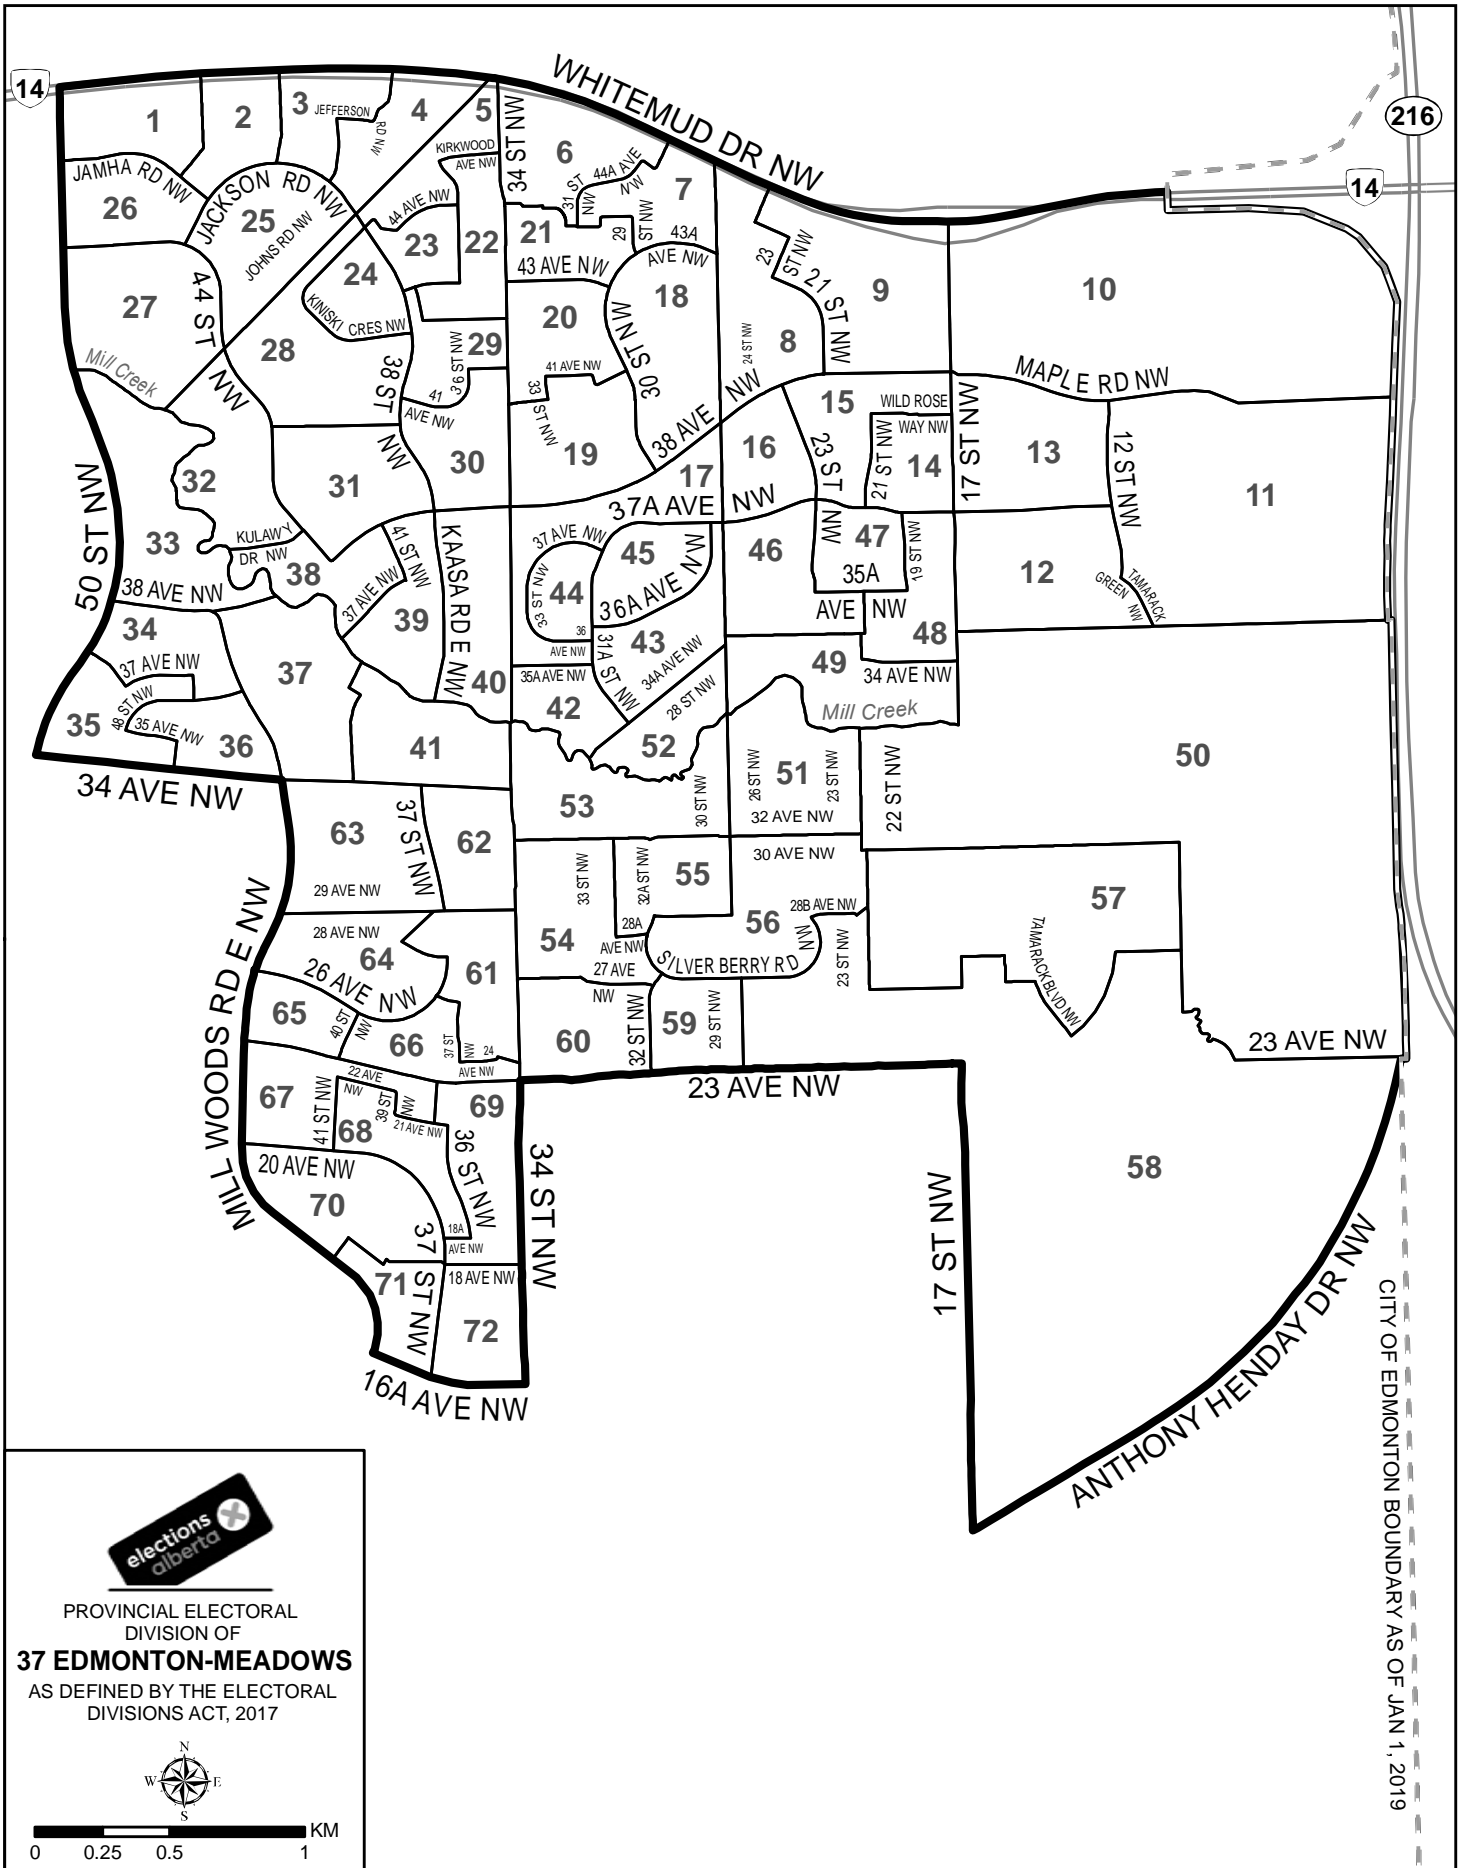 14
WHITEMUD DR NW
216
14
1
2
3
JEFFERSON
RD NW
4
5
KIRKWOOD
AVE NW
34 ST NW
6
44A AVE
NW
31 ST
NW
7
29
ST NW
43A
AVE NW
JAMHA RD NW
26
JACKSON RD NW
25
JOHNS RD NW
44 AVE NW
23
22
21
43 AVE NW
24
KINISKI
CRES NW
18
23
ST NW
21 ST NW
9
10
27
44 ST
NW
28
Mill Creek
20
30 ST NW
8
24 ST NW
29
36 ST NW
38 ST
NW
41
AVE NW
41 AVE NW
33
ST NW
19
38 AVE
NW
MAPLE RD NW
15
WILD ROSE
WAY NW
16
23 ST
NW
21 ST NW
14
17 ST NW
13
12 ST NW
11
50 ST NW
32
31
30
17
37A AVE NW
33
KULAWY
DR NW
38
38 AVE NW
41 ST NW
37 AVE NW
39
KAASA RD E NW
37 AVE NW
45
44
33 ST NW
36
AVE NW
36A AVE NW
46
47
19 ST NW
35A
AVE NW
12
TAMARACK
GREEN NW
34
37 AVE NW
37
40
35A AVE NW
42
31A ST NW
43
34A AVE NW
28 ST NW
49
48
34 AVE NW
Mill Creek
35
48 ST NW
35 AVE NW
36
41
52
50
34 AVE NW
53
30 ST NW
26 ST NW
51
23 ST NW
32 AVE NW
22 ST NW
63
37 ST NW
62
29 AVE NW
33 ST NW
32A ST NW
55
30 AVE NW
57
28 AVE NW
64
26 AVE NW
61
54
28A
AVE NW
27 AVE
NW
SILVER BERRY RD
NW
56
28B AVE NW
23 ST NW
TAMARACK BLVD NW
MILL WOODS RD E NW
65
40 ST
NW
66
37 ST
NW
24
AVE NW
60
32 ST NW
59
29 ST NW
23 AVE NW
23 AVE NW
67
22 AVE
NW
41 ST NW
68
39 ST
NW
21 AVE NW
69
36 ST NW
20 AVE NW
70
37
ST NW
18A
AVE NW
34 ST NW
17 ST NW
58
71
18 AVE NW
72
16A AVE NW
ANTHONY HENDAY DR NW
CITY OF EDMONTON BOUNDARY AS OF JAN 1, 2019
elections
alberta
PROVINCIAL ELECTORAL
DIVISION OF
37 EDMONTON-MEADOWS
AS DEFINED BY THE ELECTORAL
DIVISIONS ACT, 2017
N
W
E
S
KM
0
0.25
0.5
1